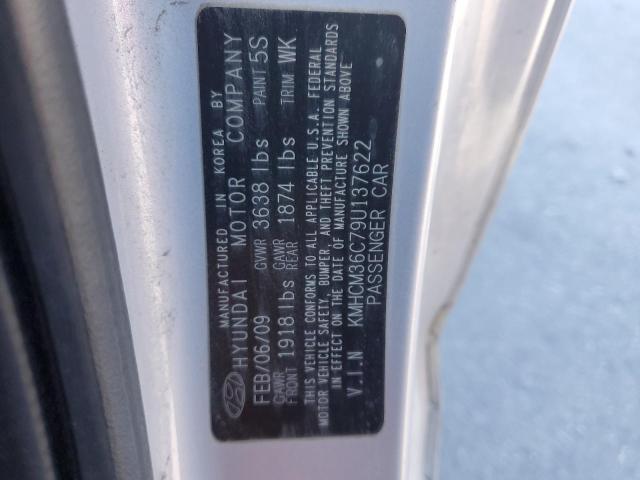 MANUFACTURED IN KOREA BY
HYUNDAI MOTOR COMPANY
FEB/06/09 GVWR 3638 lbs PAINT 5S
GAWR FRONT 1918 lbs GAWR REAR 1874 lbs TRIM WK
THIS VEHICLE CONFORMS TO ALL APPLICABLE U.S.A. FEDERAL
MOTOR VEHICLE SAFETY, BUMPER, AND THEFT PREVENTION STANDARDS
IN EFFECT ON THE DATE OF MANUFACTURE SHOWN ABOVE
V.I.N KMHCM36C79U137622
PASSENGER CAR